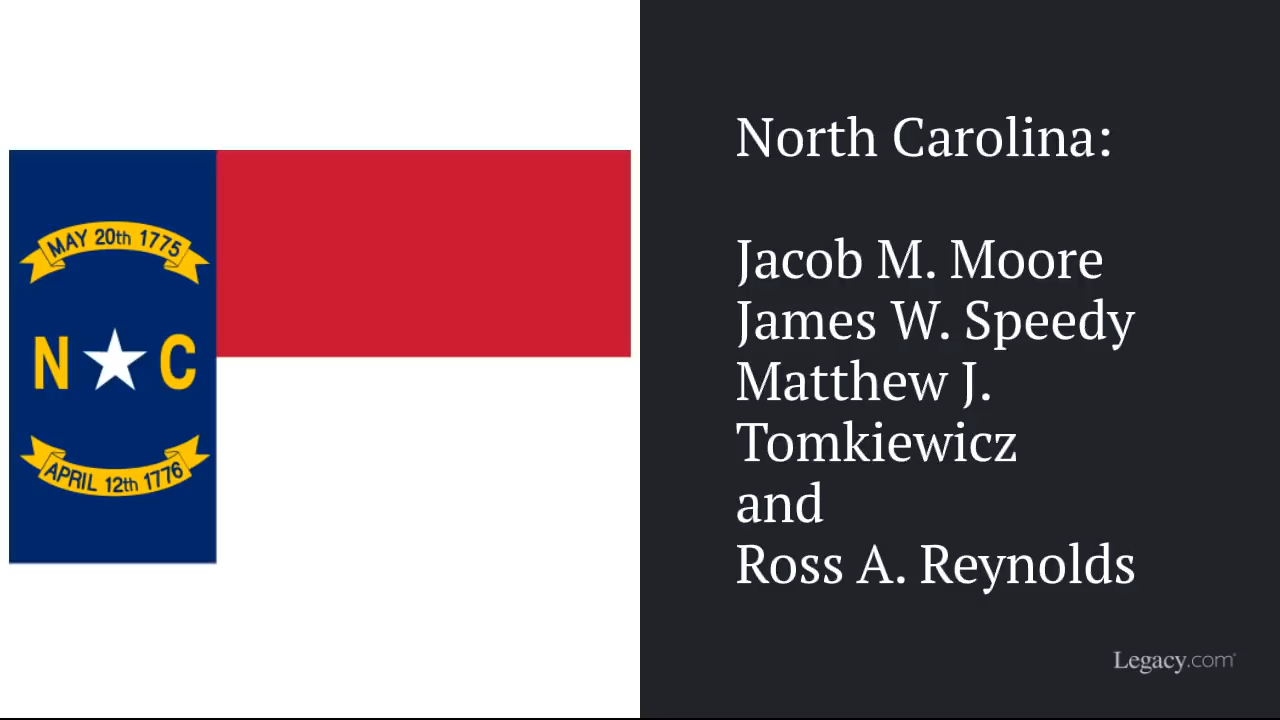 MAY 20th 1775
N C
APRIL 12th 1776
North Carolina:
Jacob M. Moore
James W. Speedy
Matthew J.
Tomkiewicz
and
Ross A. Reynolds
Legacy.com